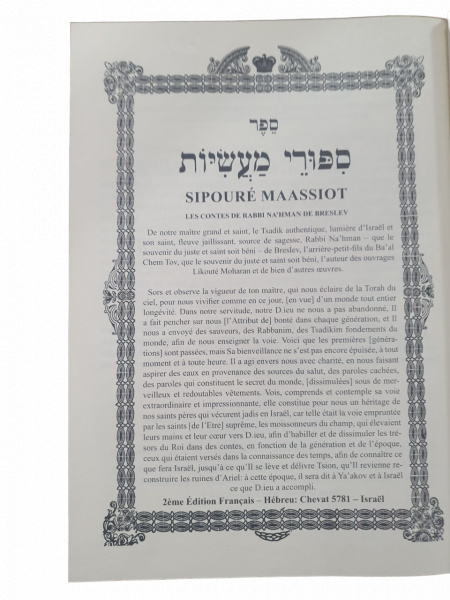 סֵפֶר
סִפּוּרֵי מַעֲשִׂיּוֹת
SIPOURÉ MAASSIOT
LES CONTES DE RABBI NA'HMAN DE BRESLEV
De notre maître grand et saint, le Tsadik authentique, lumière d'Israël et
son saint, fleuve jaillissant, source de sagesse, Rabbi Na'hman – que le
souvenir du juste et saint soit béni – de Breslev, l'arrière-petit-fils du Ba'al
Chem Tov, que le souvenir du juste et saint soit béni, l'auteur des ouvrages
Likouté Moharan et de bien d'autres œuvres.
Sors et observe la vigueur de ton maître, qui nous éclaire de la Torah du
ciel, pour nous vivifier comme en ce jour, [en vue] d'un monde tout entier
longévité. Dans notre servitude, notre D.ieu ne nous a pas abandonné, Il
a fait pencher sur nous [l'Attribut de] bonté dans chaque génération, et Il
nous a envoyé des sauveurs, des Rabbanim, des Tsadikim fondements du
monde, afin de nous enseigner la voie. Voici que les premières [généra-
tions] sont passées, mais Sa bienveillance ne s'est pas encore épuisée, à tout
moment et à toute heure. Il a agi envers nous avec charité, en nous faisant
aspirer des eaux en provenance des sources du salut, des paroles cachées,
des paroles qui constituent le secret du monde, [dissimulées] sous de mer-
veilleux et redoutables vêtements. Vois, comprends et contemple sa voie
extraordinaire et impressionnante, elle constitue pour nous un héritage de
nos saints pères qui vécurent jadis en Israël, car telle était la voie empruntée
par les saints [de l'Etre] suprême, les moissonneurs du champ, qui élevaient
leurs mains et leur cœur vers D.ieu, afin d'habiller et de dissimuler les tré-
sors du Roi dans des contes, en fonction de la génération et de l'époque,
ceux qui étaient versés dans la connaissance des temps, afin de connaître ce
que fera Israël, jusqu'à ce qu'Il se lève et délivre Tsion, qu'Il revienne re-
construire les ruines d'Ariel: à cette époque, il sera dit à Ya'akov et à Israël
ce que D.ieu a accompli.
2ème Édition Français – Hébreu: Chevat 5781 – Israël